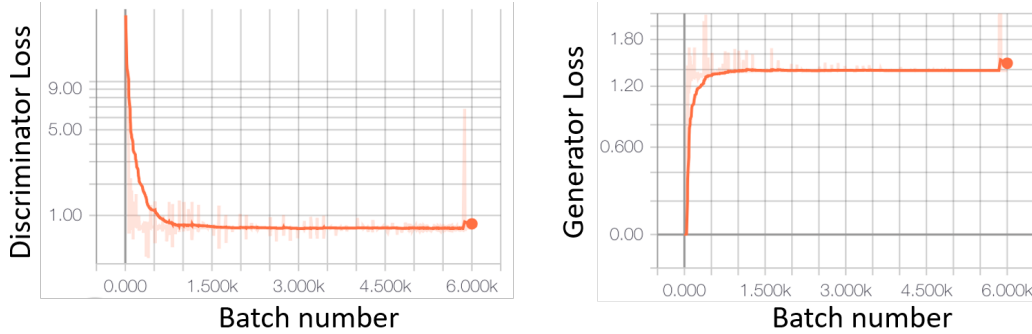 Discriminator Loss
9.00
5.00
1.00
0.000 1.500k 3.000k 4.500k 6.000k
Batch number
Generator Loss
1.80
1.20
0.600
0.00
0.000 1.500k 3.000k 4.500k 6.000k
Batch number